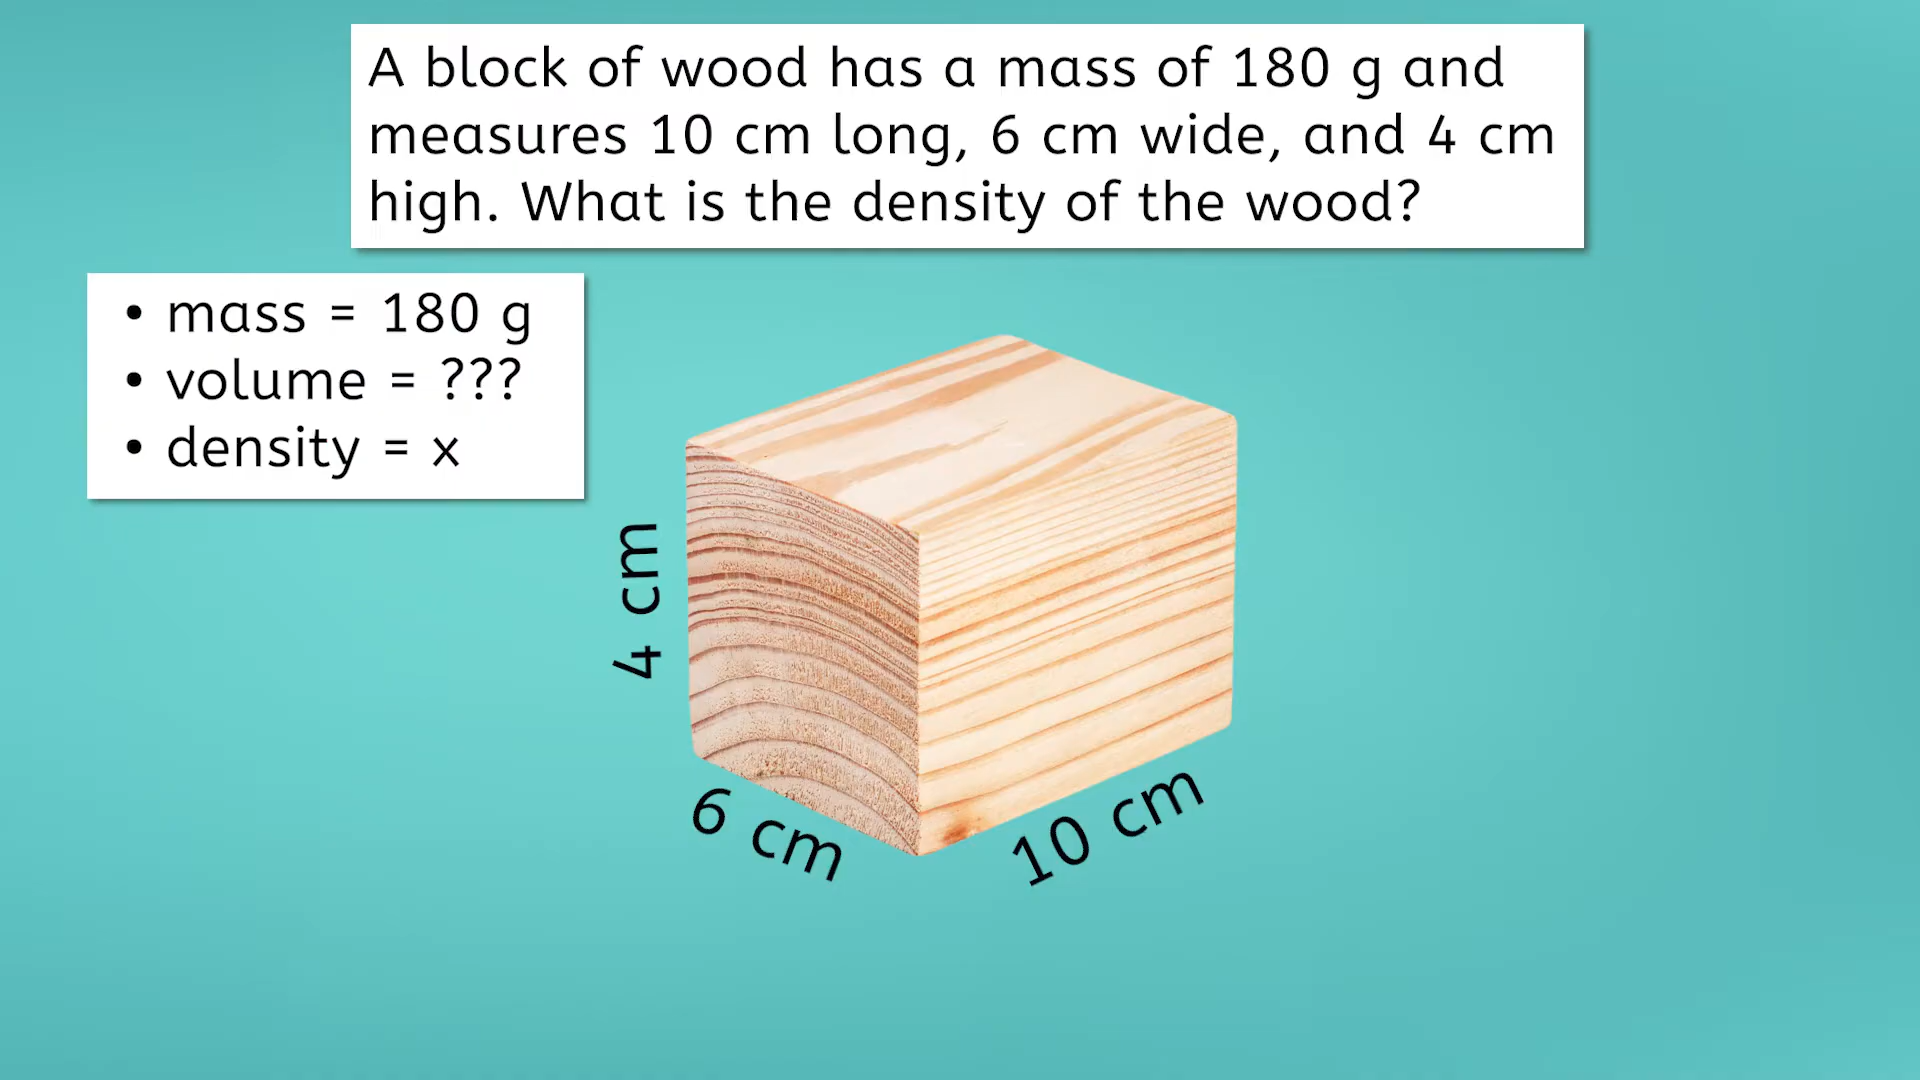 A block of wood has a mass of 180 g and
measures 10 cm long, 6 cm wide, and 4 cm
high. What is the density of the wood?
• mass = 180 g
• volume = ???
• density = x
4 cm
6 cm
10 cm